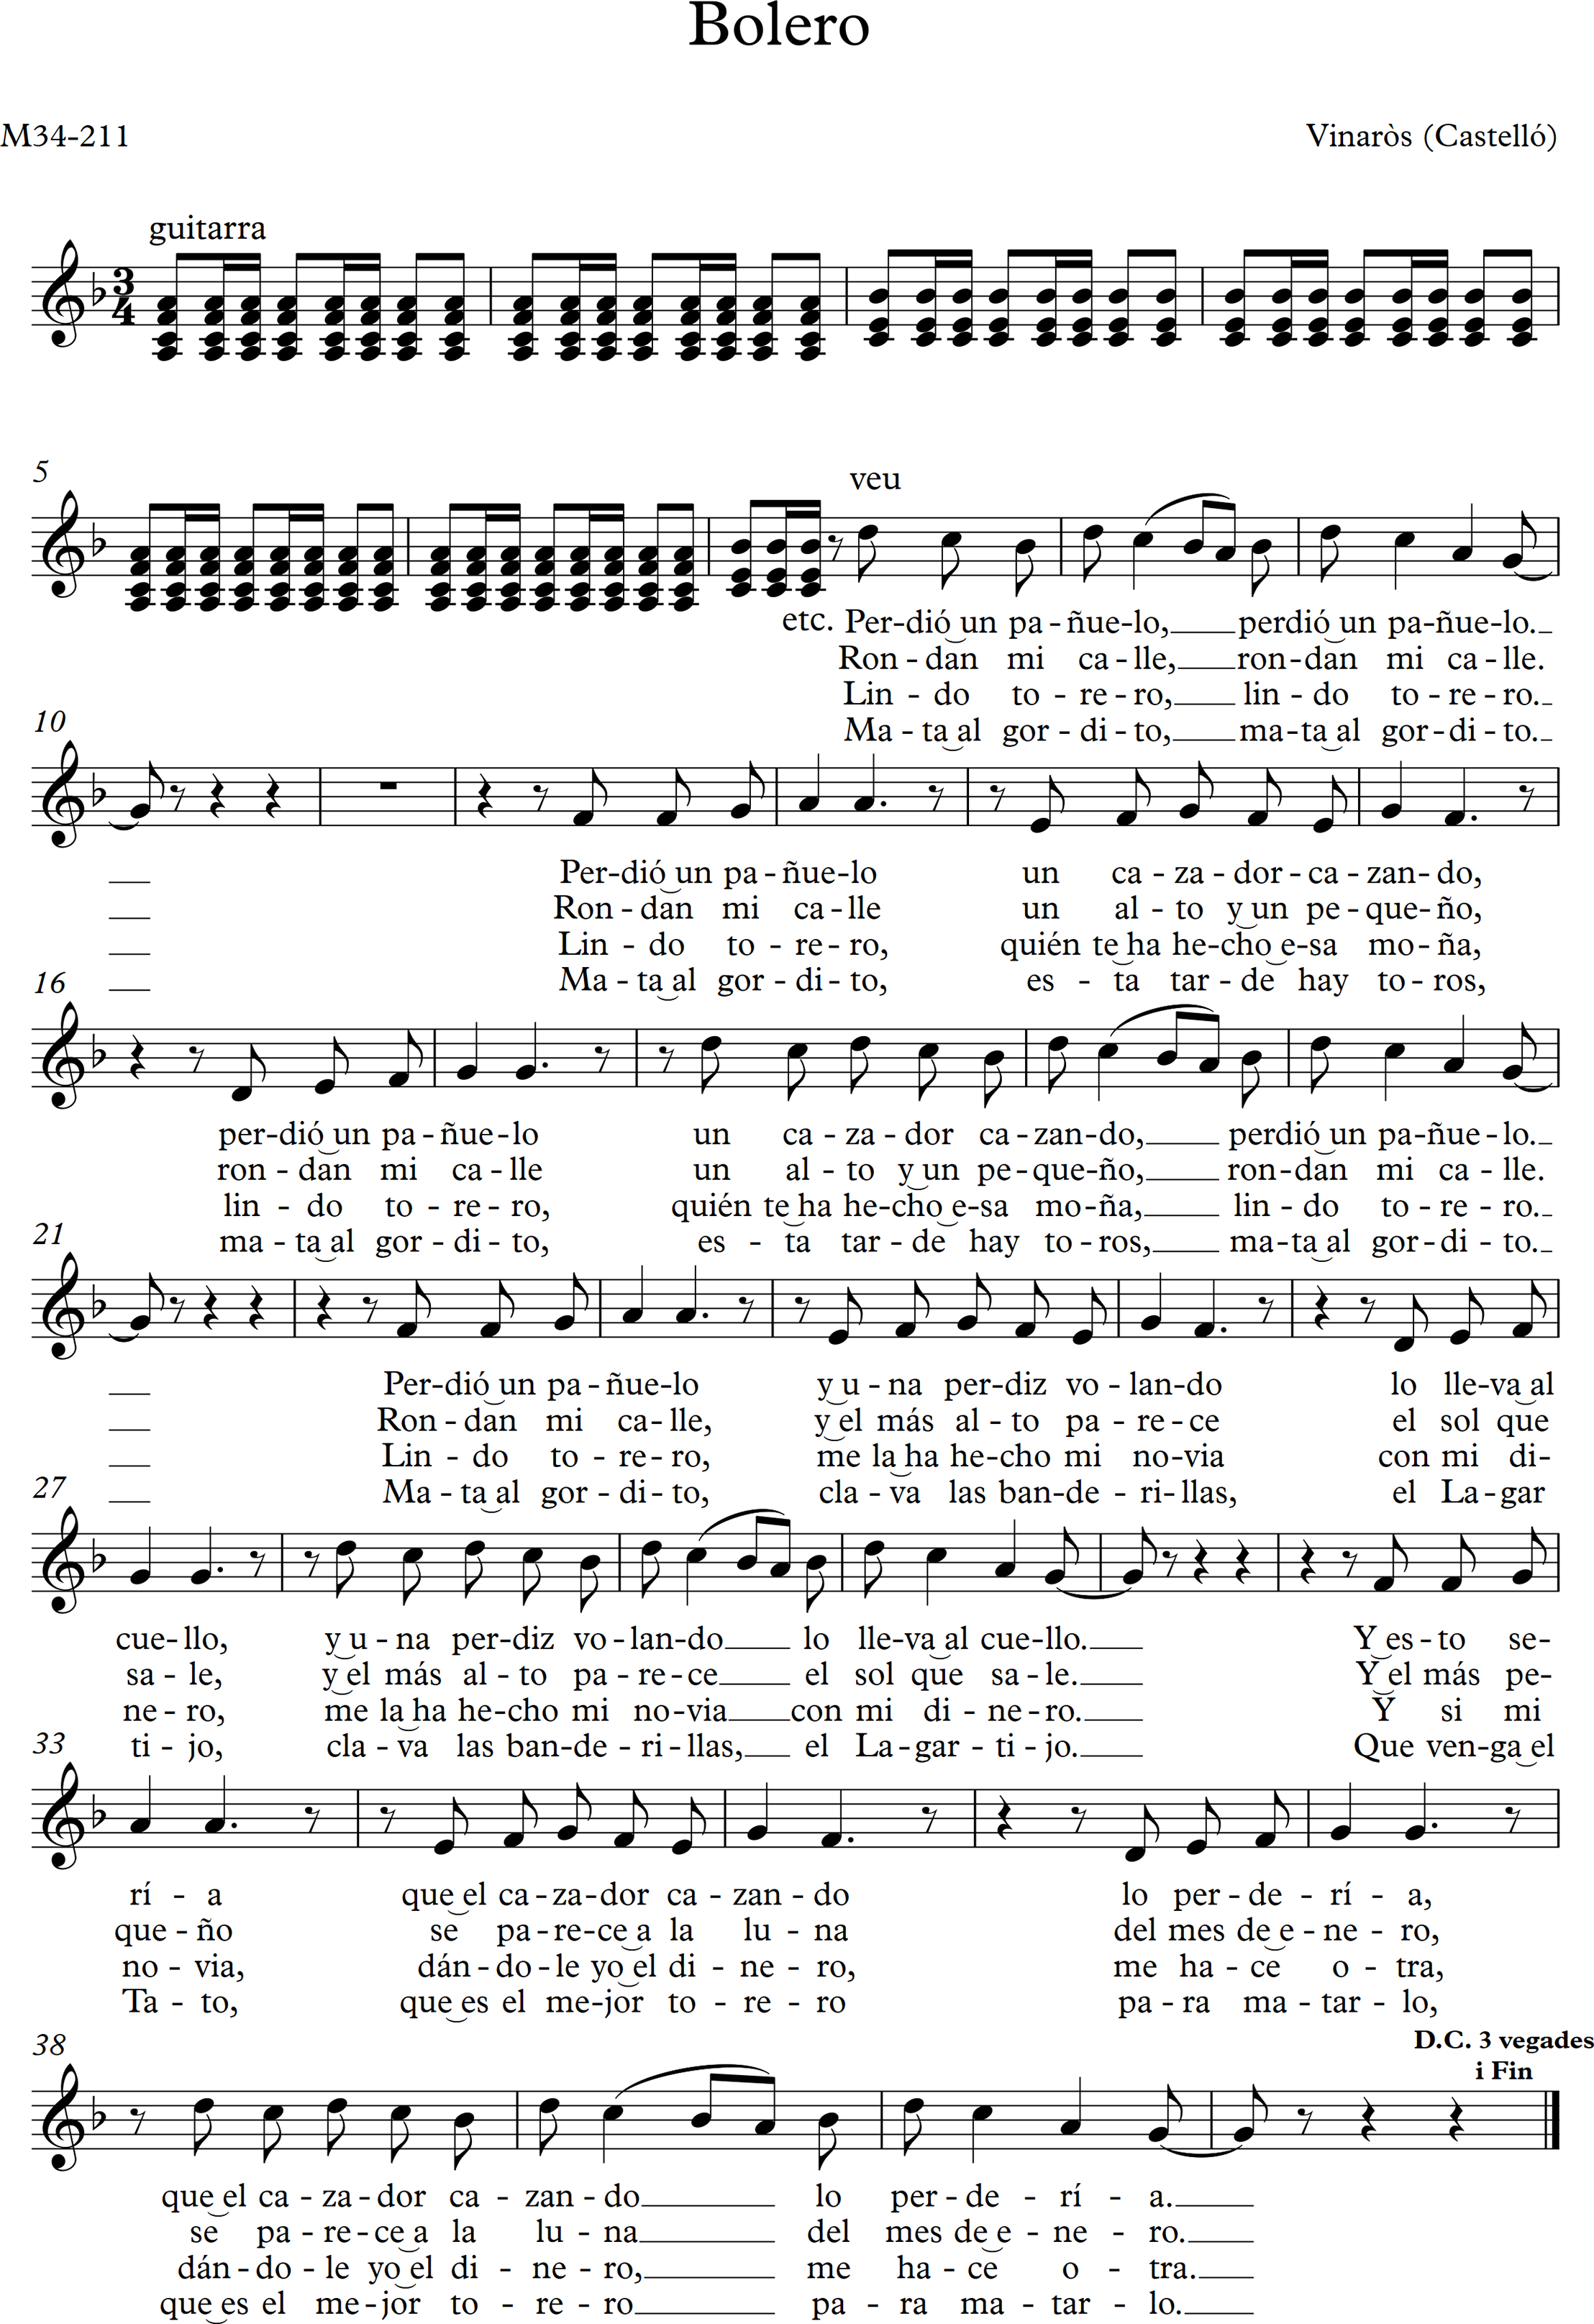 Bolero
M34-211
Vinaròs (Castelló)
guitarra
3
4
5
veu
etc.
Per-dió un pa-ñue-lo, perdió un pa-ñue-lo.
Ron-dan mi ca-lle, ron-dan mi ca-lle.
Lin-do to-re-ro, lin-do to-re-ro.
Ma-ta al gor-di-to, ma-ta al gor-di-to.
10
Per-dió un pa-ñue-lo un ca-za-dor-ca-zan-do,
Ron-dan mi ca-lle un al-to y un pe-que-ño,
Lin-do to-re-ro, quién te ha he-cho e-sa mo-ña,
Ma-ta al gor-di-to, es-ta tar-de hay to-ros,
16
per-dió un pa-ñue-lo un ca-za-dor ca-zan-do, perdió un pa-ñue-lo.
ron-dan mi ca-lle un al-to y un pe-que-ño, ron-dan mi ca-lle.
lin-do to-re-ro, quién te ha he-cho e-sa mo-ña, lin-do to-re-ro.
ma-ta al gor-di-to, es-ta tar-de hay to-ros, ma-ta al gor-di-to.
21
Per-dió un pa-ñue-lo y u-na per-diz vo-lan-do lo lle-va al
Ron-dan mi ca-lle, y el más al-to pa-re-ce el sol que
Lin-do to-re-ro, me la ha he-cho mi no-via con mi di-
Ma-ta al gor-di-to, cla-va las ban-de-ri-llas, el La-gar
27
cue-llo, y u-na per-diz vo-lan-do lo lle-va al cue-llo. Y es-to se-
sa-le, y el más al-to pa-re-ce el sol que sa-le. Y el más pe-
ne-ro, me la ha he-cho mi no-via con mi di-ne-ro. Y si mi
ti-jo, cla-va las ban-de-ri-llas, el La-gar-ti-jo. Que ven-ga el
33
rí-a que el ca-za-dor ca-zan-do lo per-de-rí-a,
que-ño se pa-re-ce a la lu-na del mes de e-ne-ro,
no-via, dán-do-le yo el di-ne-ro, me ha-ce o-tra,
Ta-to, que es el me-jor to-re-ro pa-ra ma-tar-lo,
38
D.C. 3 vegades
i Fin
que el ca-za-dor ca-zan-do lo per-de-rí-a.
se pa-re-ce a la lu-na del mes de e-ne-ro.
dán-do-le yo el di-ne-ro, me ha-ce o-tra.
que es el me-jor to-re-ro pa-ra ma-tar-lo.